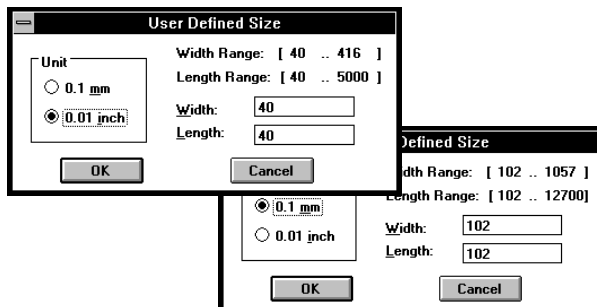 User Defined Size
Unit
0.1 mm
0.01 inch
Width Range: [ 40 .. 416 ]
Length Range: [ 40 .. 5000 ]
Width: 40
Length: 40
OK Cancel
Defined Size
idth Range: [ 102 .. 1057 ]
Length Range: [ 102 .. 12700]
0.1 mm
0.01 inch
Width: 102
Length: 102
OK Cancel